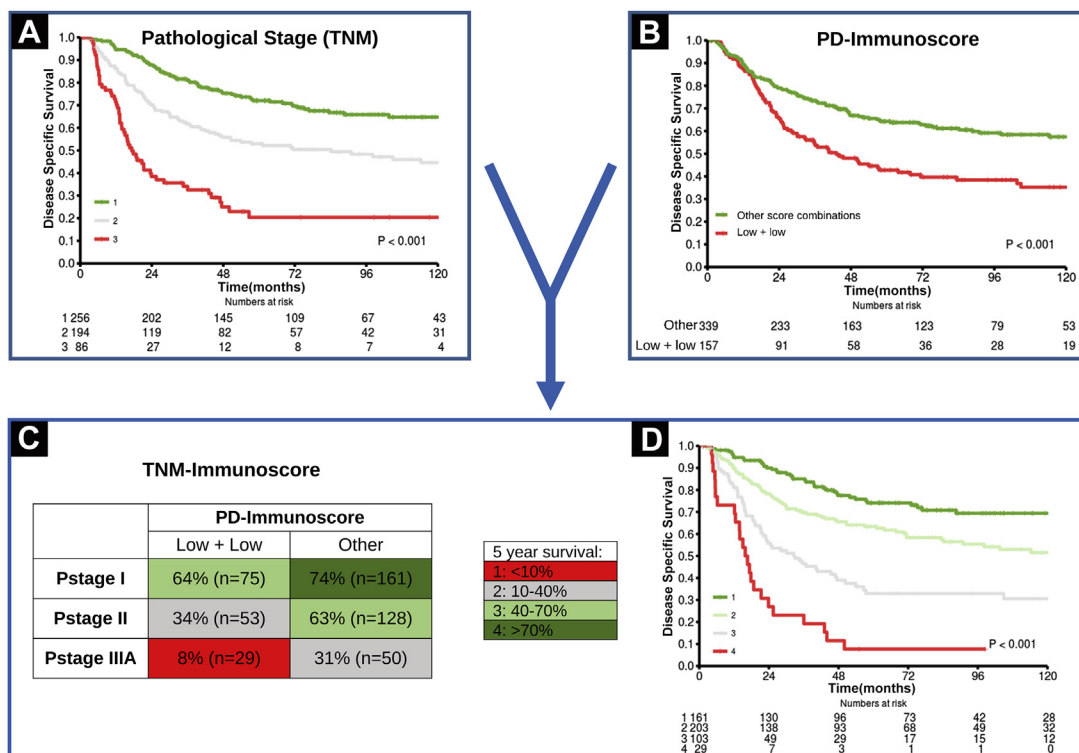 A
Pathological Stage (TNM)
Disease Specific Survival
1.0
0.9
0.8
0.7
0.6
0.5
0.4
0.3
0.2
0.1
0.0
1
2
3
P < 0.001
0 24 48 72 96 120
Time(months)
Numbers at risk
1 256 202 145 109 67 43
2 194 119 82 57 42 31
3 86 27 12 8 7 4
B
PD-Immunoscore
Disease Specific Survival
1.0
0.9
0.8
0.7
0.6
0.5
0.4
0.3
0.2
0.1
0.0
Other score combinations
Low + low
P < 0.001
0 24 48 72 96 120
Time(months)
Numbers at risk
Other 339 233 163 123 79 53
Low + low 157 91 58 36 28 19
C
TNM-Immunoscore
PD-Immunoscore
Low + Low Other
Pstage I 64% (n=75) 74% (n=161)
Pstage II 34% (n=53) 63% (n=128)
Pstage IIIA 8% (n=29) 31% (n=50)
5 year survival:
1: <10%
2: 10-40%
3: 40-70%
4: >70%
D
Disease Specific Survival
1.0
0.9
0.8
0.7
0.6
0.5
0.4
0.3
0.2
0.1
0.0
1
2
3
4
P < 0.001
0 24 48 72 96 120
Time(months)
Numbers at risk
1 161 130 96 73 42 28
2 203 138 93 68 49 32
3 103 49 29 17 15 12
4 29 7 3 1 1 0